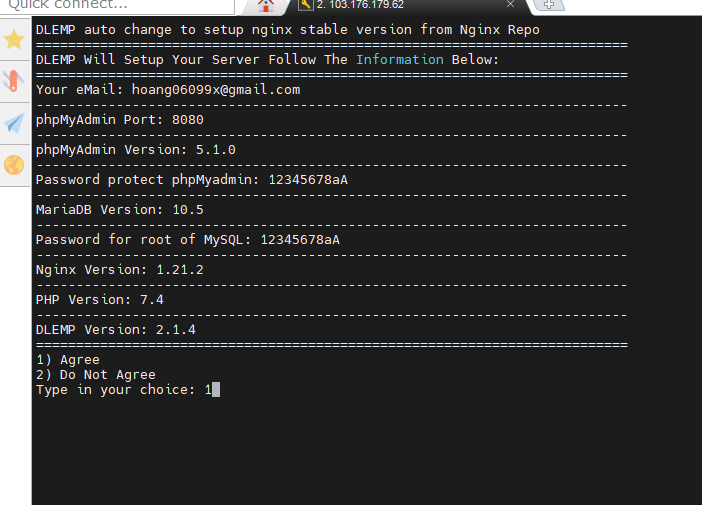 Quick connect...
2. 103.176.179.62
DLEMP auto change to setup nginx stable version from Nginx Repo
==========================================================================
DLEMP Will Setup Your Server Follow The Information Below:
==========================================================================
Your eMail: hoang06099x@gmail.com
--------------------------------------------------------------------------
phpMyAdmin Port: 8080
--------------------------------------------------------------------------
phpMyAdmin Version: 5.1.0
--------------------------------------------------------------------------
Password protect phpMyadmin: 12345678aA
--------------------------------------------------------------------------
MariaDB Version: 10.5
--------------------------------------------------------------------------
Password for root of MySQL: 12345678aA
--------------------------------------------------------------------------
Nginx Version: 1.21.2
--------------------------------------------------------------------------
PHP Version: 7.4
--------------------------------------------------------------------------
DLEMP Version: 2.1.4
==========================================================================
1) Agree
2) Do Not Agree
Type in your choice: 1